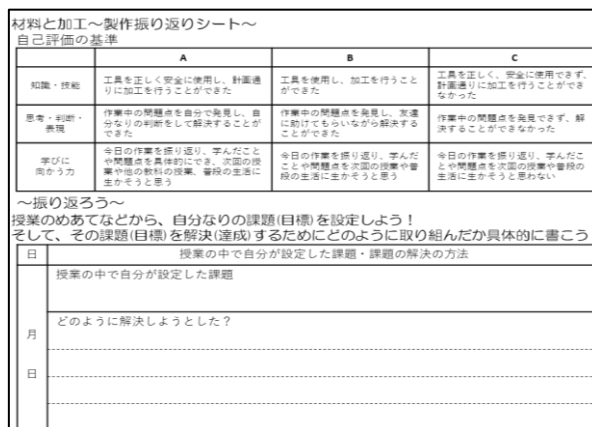 材料と加工～製作振り返りシート～
自己評価の基準
A
B
C
知識・技能
工具を正しく安全に使用し、計画通
りに加工を行うことができた
工具を使用し、加工を行うこと
ができた
工具を正しく、安全に使用できず、
計画通りに加工を行うことができ
なかった
思考・判断・
表現
作業中の問題点を自分で発見し、自
分なりの判断をして解決することが
できた
作業中の問題点を発見し、友達
に助けてもらいながら解決する
ことができた
作業中の問題点を発見できず、解
決することができなかった
学びに
向かう力
今日の作業を振り返り、学んだこと
や問題点を具体的にでき、次回の授
業や他の教科の授業、普段の生活に
生かそうと思う
今日の作業を振り返り、学んだ
ことや問題点を次回の授業や普
段の生活に生かそうと思う
今日の作業を振り返り、学んだこ
とや問題点を次回の授業や普段の
生活に生かそうと思わない
～振り返ろう～
授業のめあてなどから、自分なりの課題(目標)を設定しよう！
そして、その課題(目標)を解決(達成)するためにどのように取り組んだか具体的に書こう
日
授業の中で自分が設定した課題・課題の解決の方法
授業の中で自分が設定した課題
どのように解決しようとした？
月
日